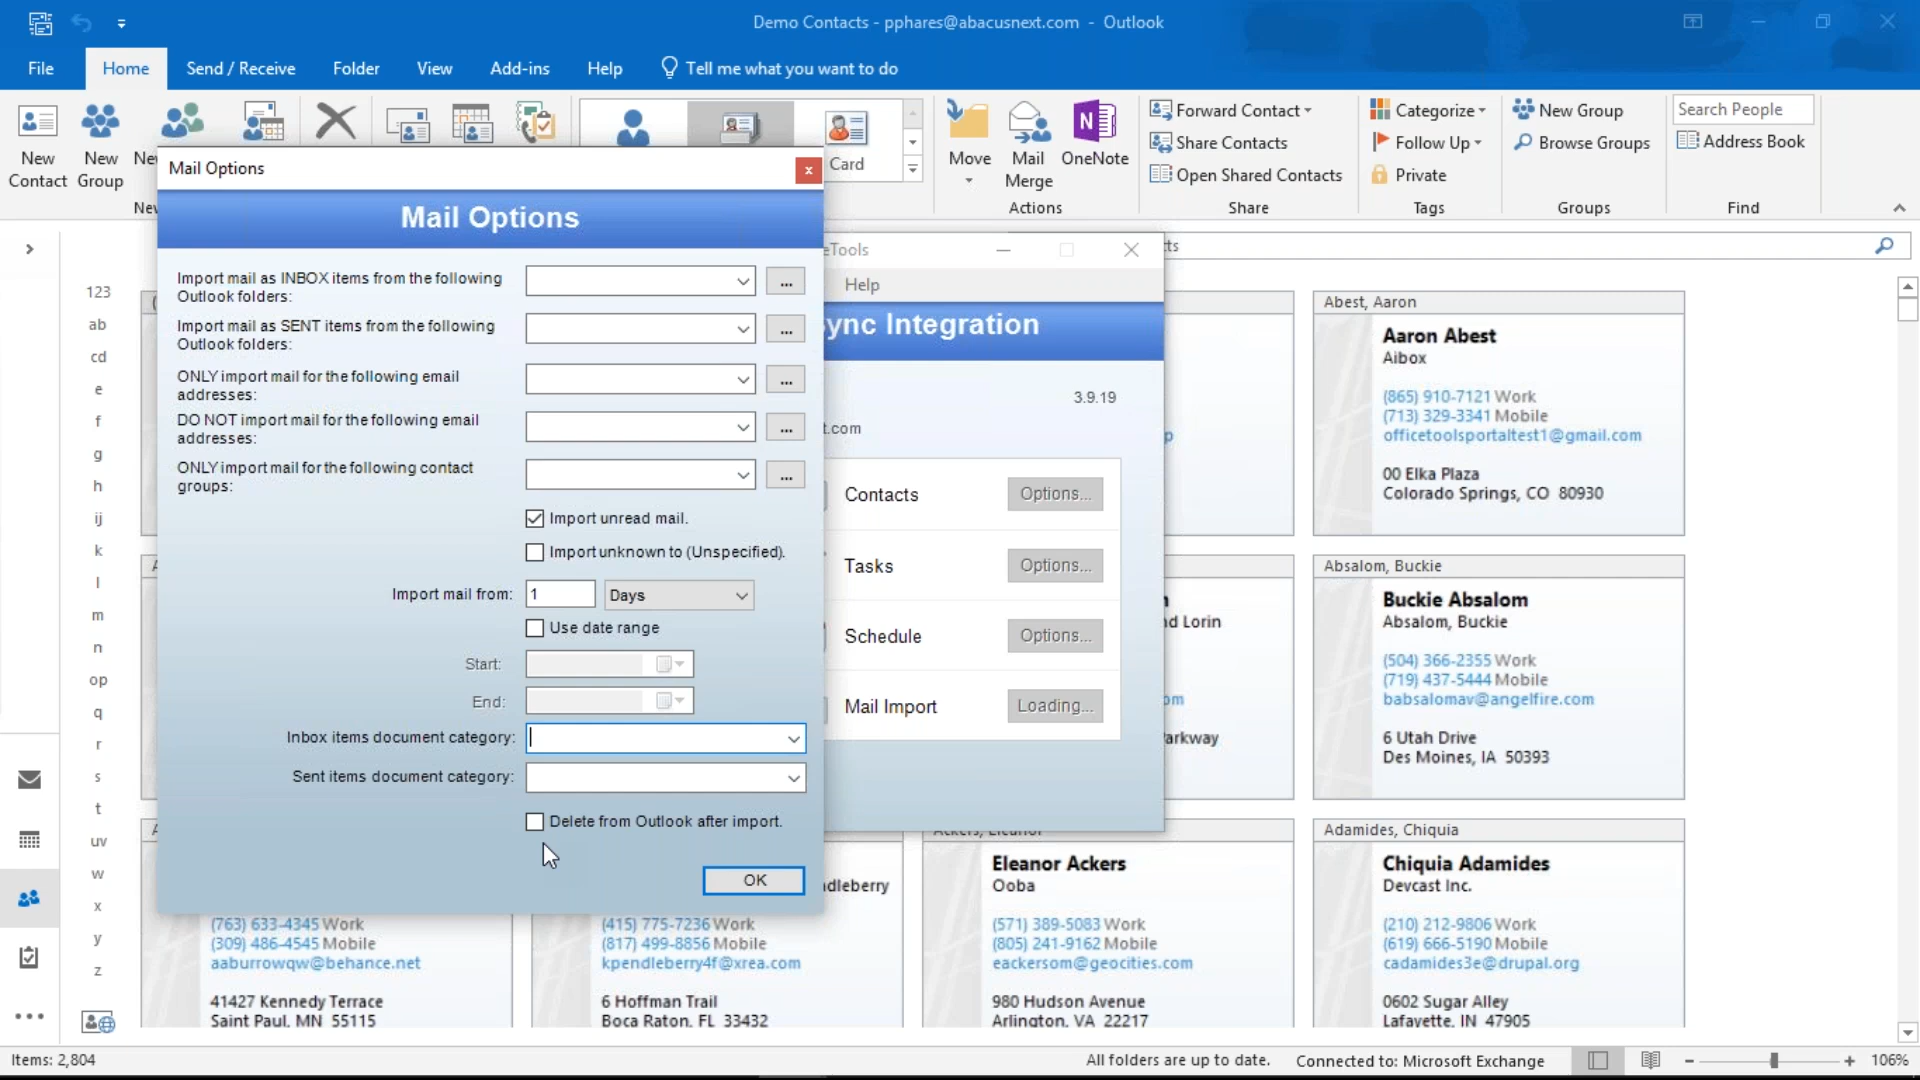 Demo Contacts - pphares@abacusnext.com - Outlook
File
Home
Send / Receive
Folder
View
Add-ins
Help
Tell me what you want to do
New
Contact
New
Group
New
Card
Move
Mail
Merge
OneNote
Actions
Forward Contact
Share Contacts
Open Shared Contacts
Share
Categorize
Follow Up
Private
Tags
New Group
Browse Groups
Groups
Search People
Address Book
Find
Mail Options
x
Mail Options
Import mail as INBOX items from the following
Outlook folders:
...
Import mail as SENT items from the following
Outlook folders:
...
ONLY import mail for the following email
addresses:
...
DO NOT import mail for the following email
addresses:
...
ONLY import mail for the following contact
groups:
...
Import unread mail.
Import unknown to (Unspecified).
Import mail from:
1
Days
Use date range
Start:
End:
Inbox items document category:
Sent items document category:
Delete from Outlook after import.
OK
eTools
Help
ync Integration
3.9.19
t.com
Contacts
Options...
Tasks
Options...
Schedule
Options...
Mail Import
Loading...
123
ab
cd
e
f
g
h
ij
k
l
m
n
op
q
r
s
t
uv
w
x
y
z
ts
p
nd Lorin
om
arkway
Abest, Aaron
Aaron Abest
Aibox
(865) 910-7121 Work
(713) 329-3341 Mobile
officetoolsportaltest1@gmail.com
00 Elka Plaza
Colorado Springs, CO 80930
Absalom, Buckie
Buckie Absalom
Absalom, Buckie
(504) 366-2355 Work
(719) 437-5444 Mobile
babsalomav@angelfire.com
6 Utah Drive
Des Moines, IA 50393
(763) 633-4345 Work
(309) 486-4545 Mobile
aaburrowqw@behance.net
41427 Kennedy Terrace
Saint Paul, MN 55115
ndleberry
(415) 775-7236 Work
(817) 499-8856 Mobile
kpendleberry4f@xrea.com
6 Hoffman Trail
Boca Raton, FL 33432
Ackers, Eleanor
Eleanor Ackers
Ooba
(571) 389-5083 Work
(805) 241-9162 Mobile
eackersom@geocities.com
980 Hudson Avenue
Arlington, VA 22217
Adamides, Chiquia
Chiquia Adamides
Devcast Inc.
(210) 212-9806 Work
(619) 666-5190 Mobile
cadamides3e@drupal.org
0602 Sugar Alley
Lafayette, IN 47905
Items: 2,804
All folders are up to date.
Connected to: Microsoft Exchange
106%